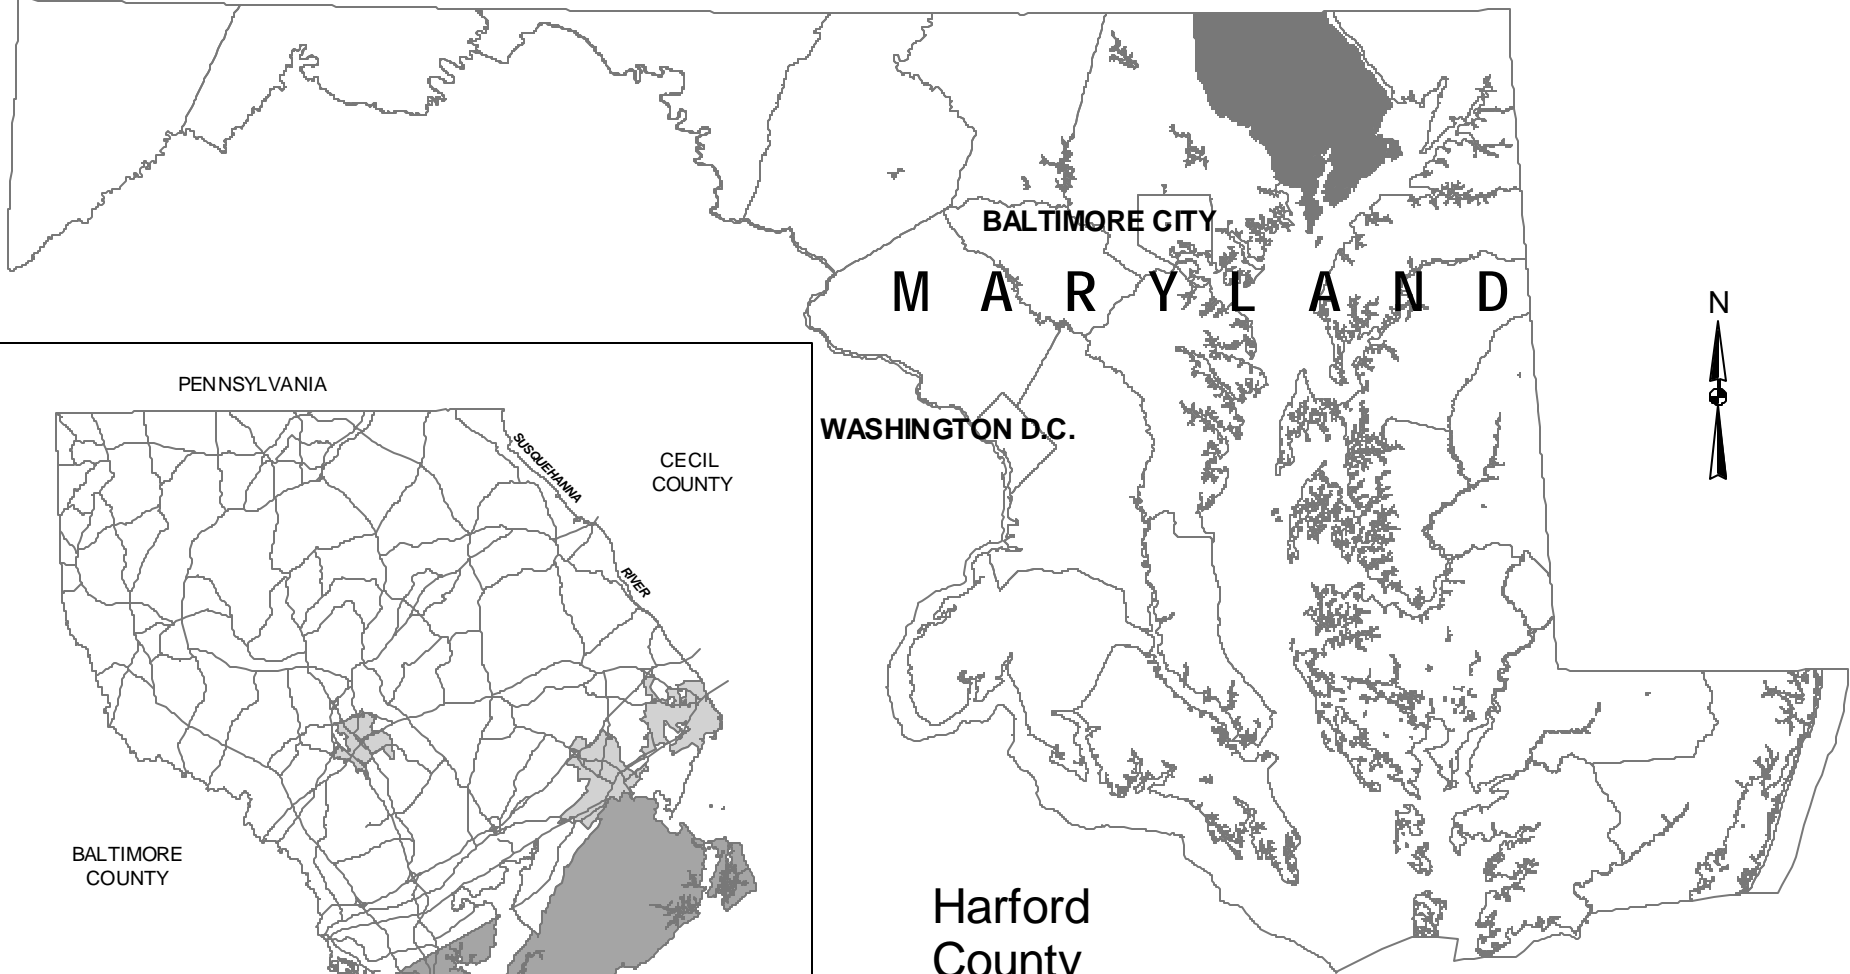 BALTIMORE CITY
M A R Y L A N D
N
WASHINGTON D.C.
PENNSYLVANIA
SUSQUEHANNA
RIVER
CECIL
COUNTY
BALTIMORE
COUNTY
Harford
County